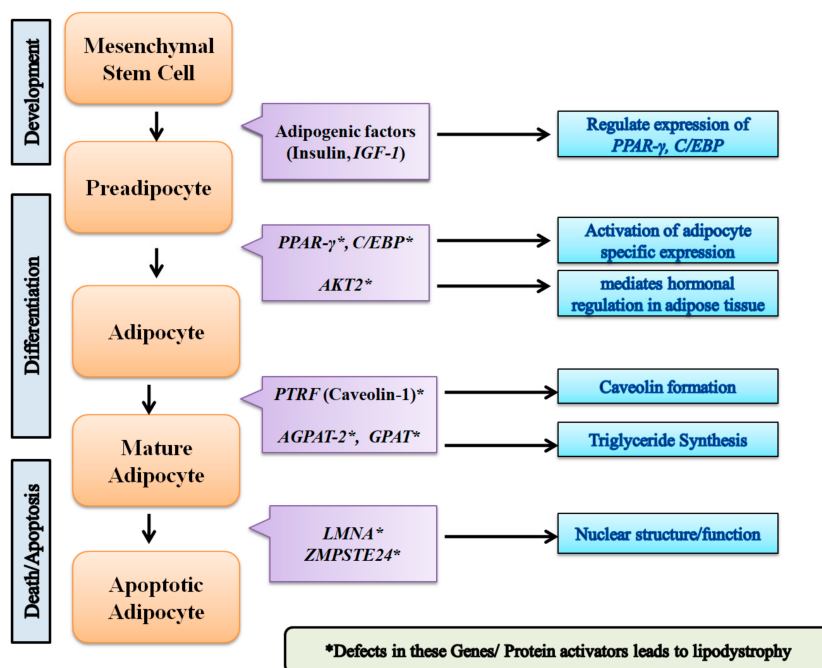 Development
Mesenchymal
Stem Cell
Adipogenic factors
(Insulin, IGF-1)
Regulate expression of
PPAR-γ, C/EBP
Preadipocyte
Differentiation
PPAR-γ*, C/EBP*
AKT2*
Activation of adipocyte
specific expression
mediates hormonal
regulation in adipose tissue
Adipocyte
PTRF (Caveolin-1)*
AGPAT-2*, GPAT*
Caveolin formation
Triglyceride Synthesis
Mature
Adipocyte
Death/Apoptosis
LMNA*
ZMPSTE24*
Nuclear structure/function
Apoptotic
Adipocyte
*Defects in these Genes/ Protein activators leads to lipodystrophy